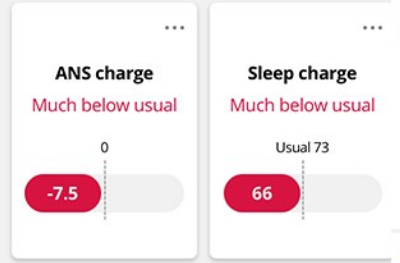 ANS charge
Much below usual
0
-7.5
Sleep charge
Much below usual
Usual 73
66